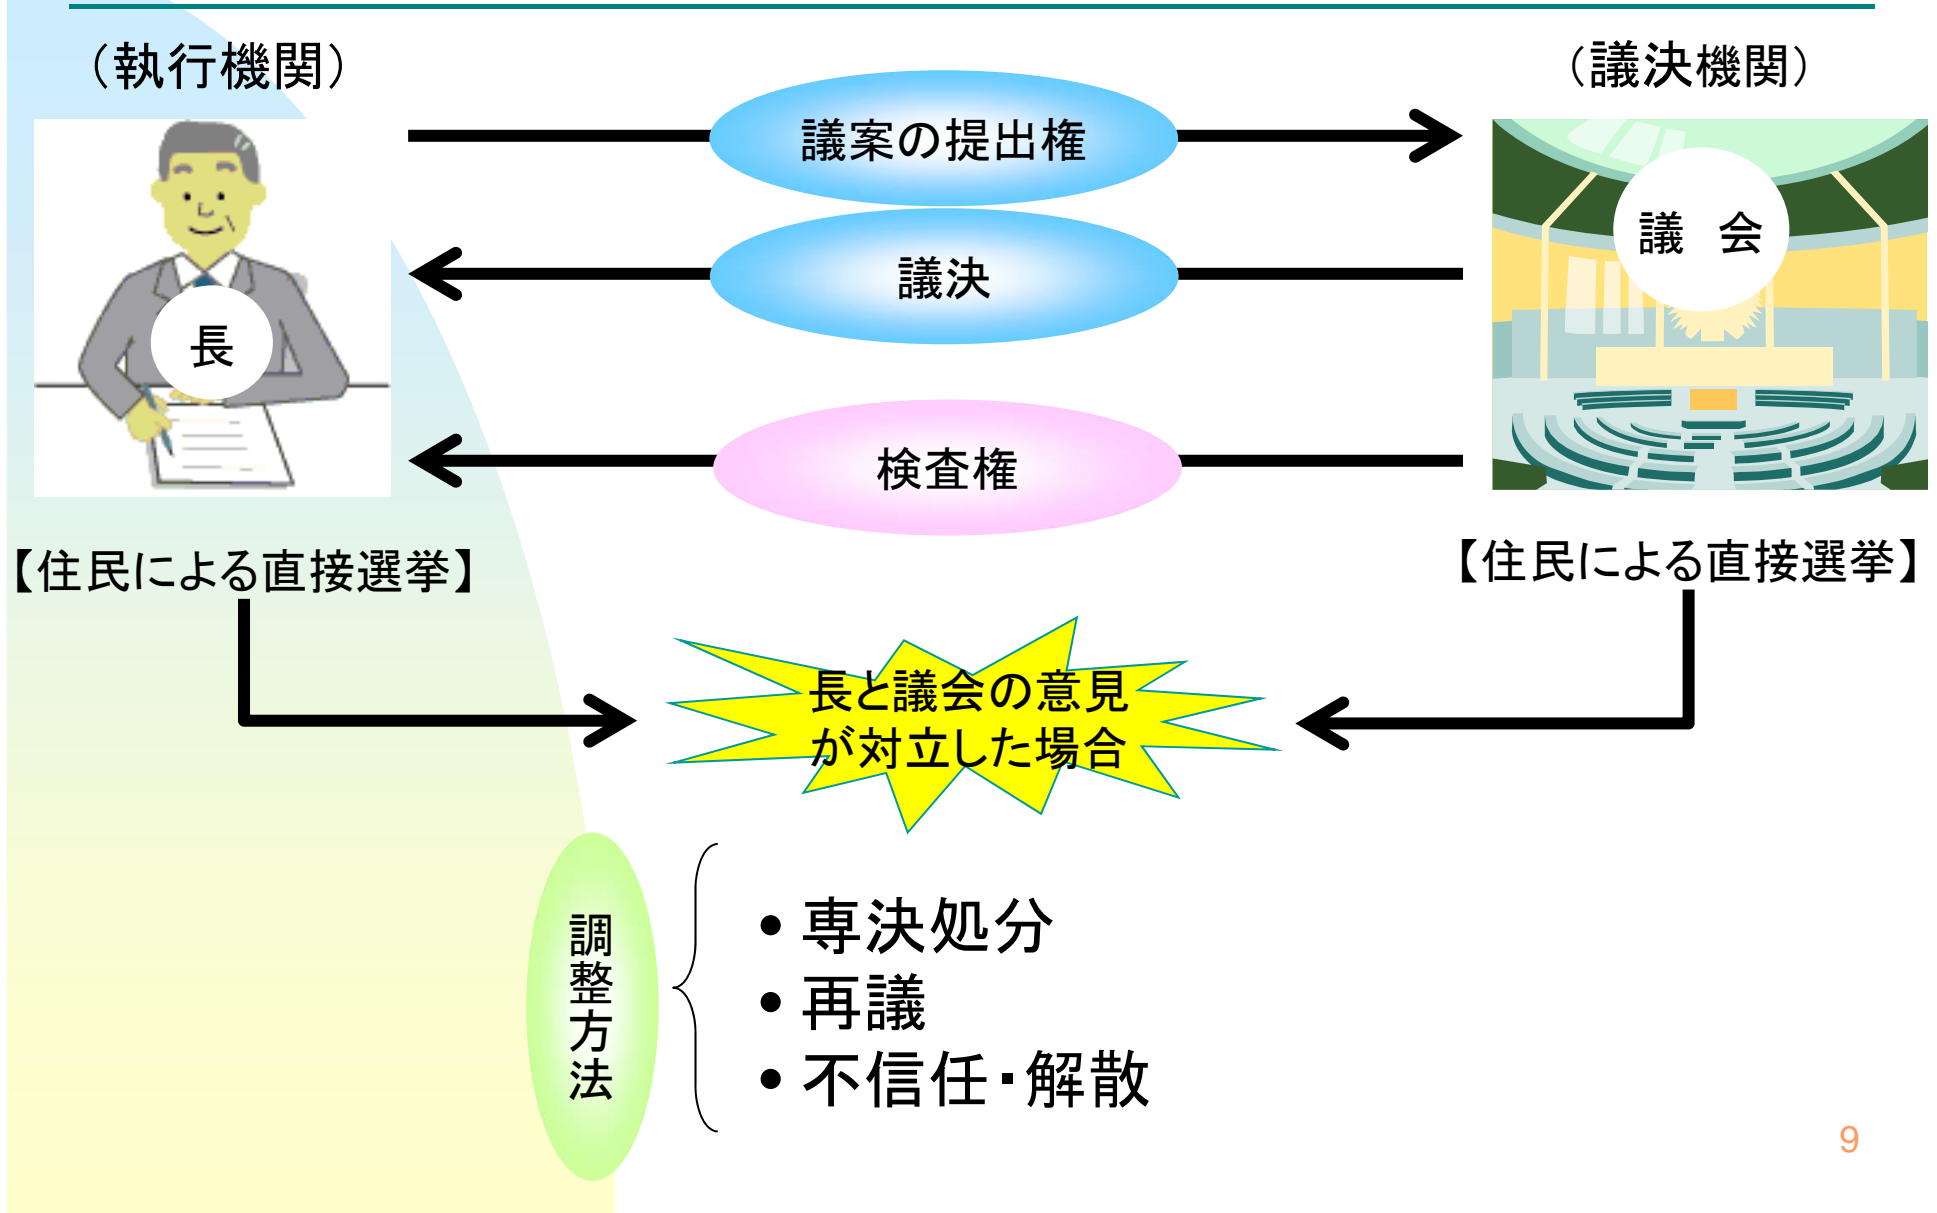 （執行機関）
（議決機関）
議案の提出権
議　会
議決
長
検査権
【住民による直接選挙】
【住民による直接選挙】
長と議会の意見
が対立した場合
調整方法
• 専決処分
• 再議
• 不信任・解散
9